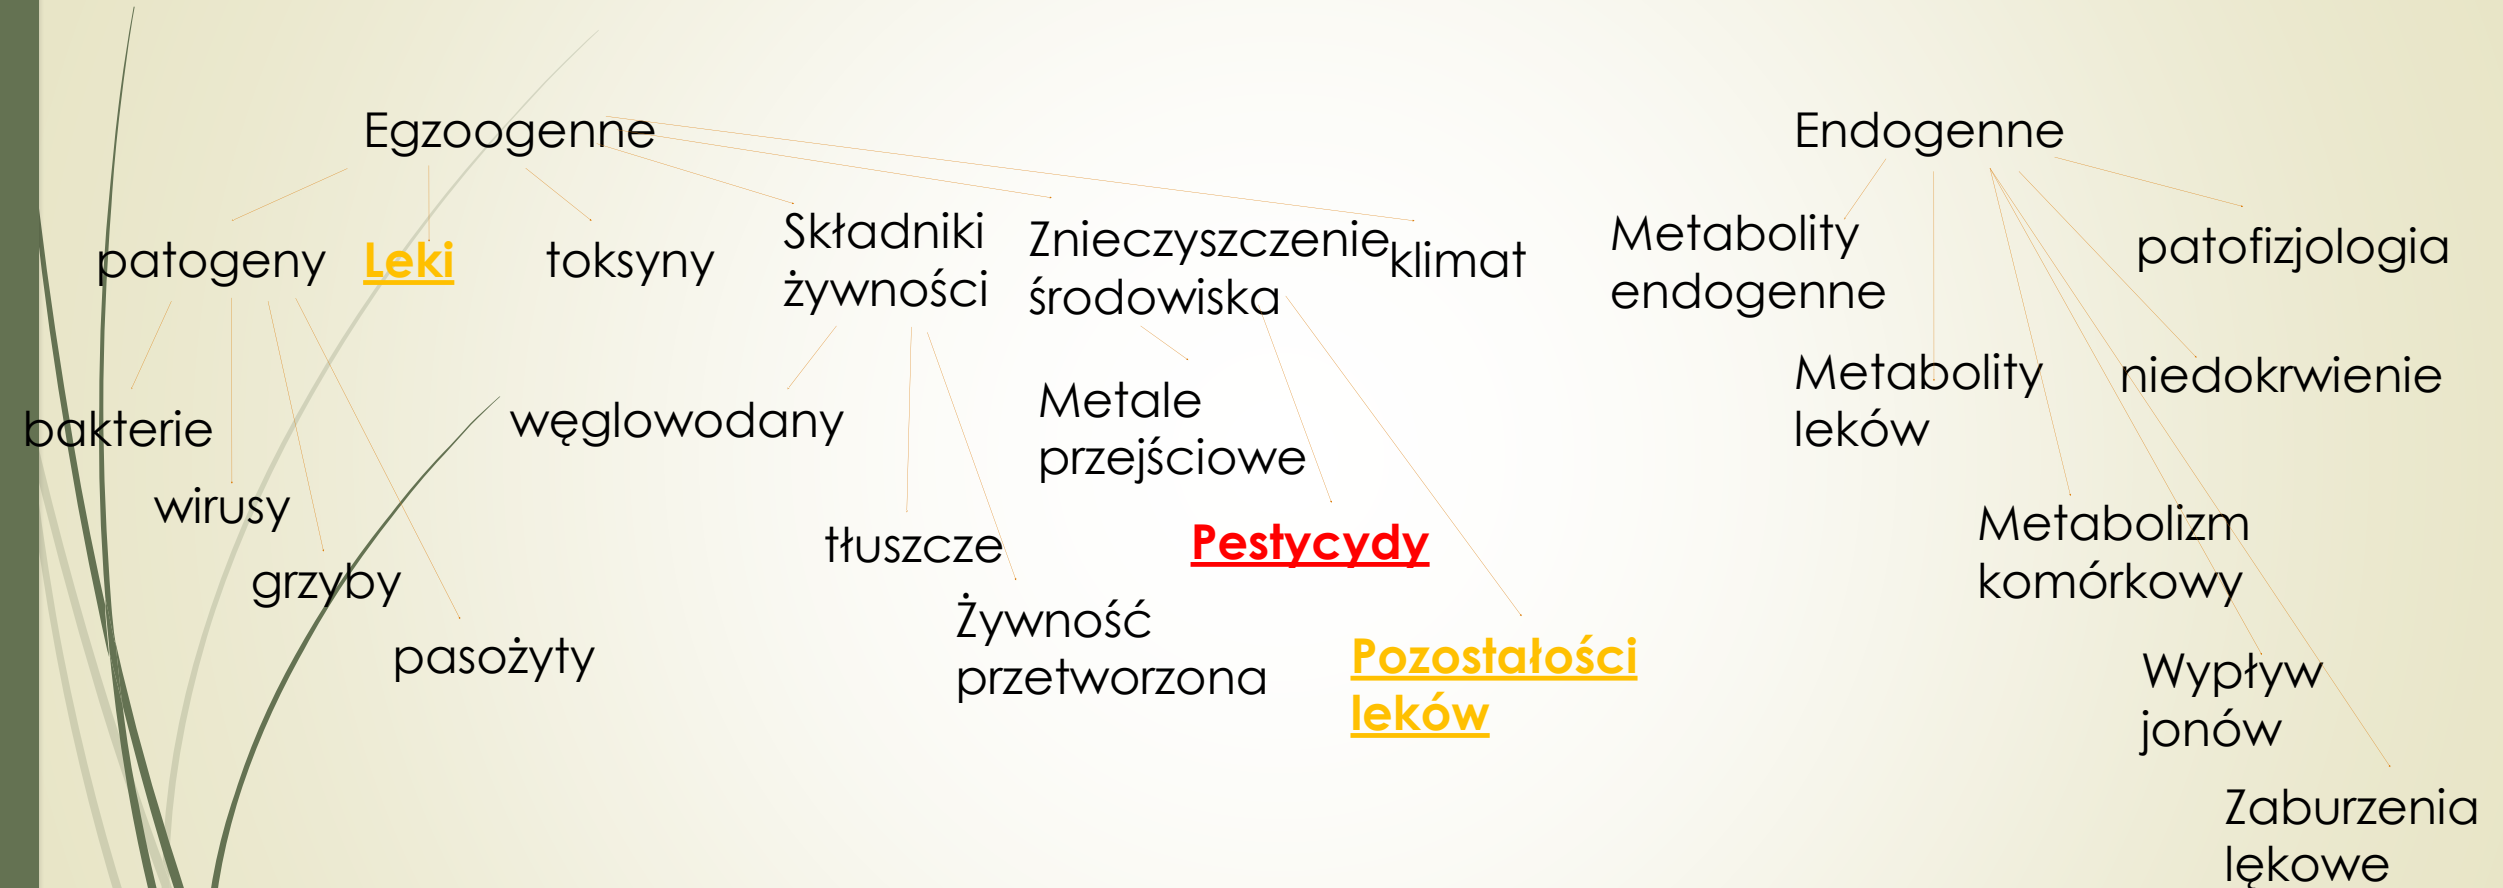 Egzoogenne
Endogenne
patogeny
Leki
toksyny
Składniki
żywności
Znieczyszczenie
środowiska
klimat
Metabolity
endogenne
patofizjologia
bakterie
wirusy
grzyby
pasożyty
węglowodany
tłuszcze
Żywność
przetworzona
Metale
przejściowe
Pestycydy
Pozostałości
leków
Metabolity
leków
niedokrwienie
Metabolizm
komórkowy
Wypływ
jonów
Zaburzenia
lękowe